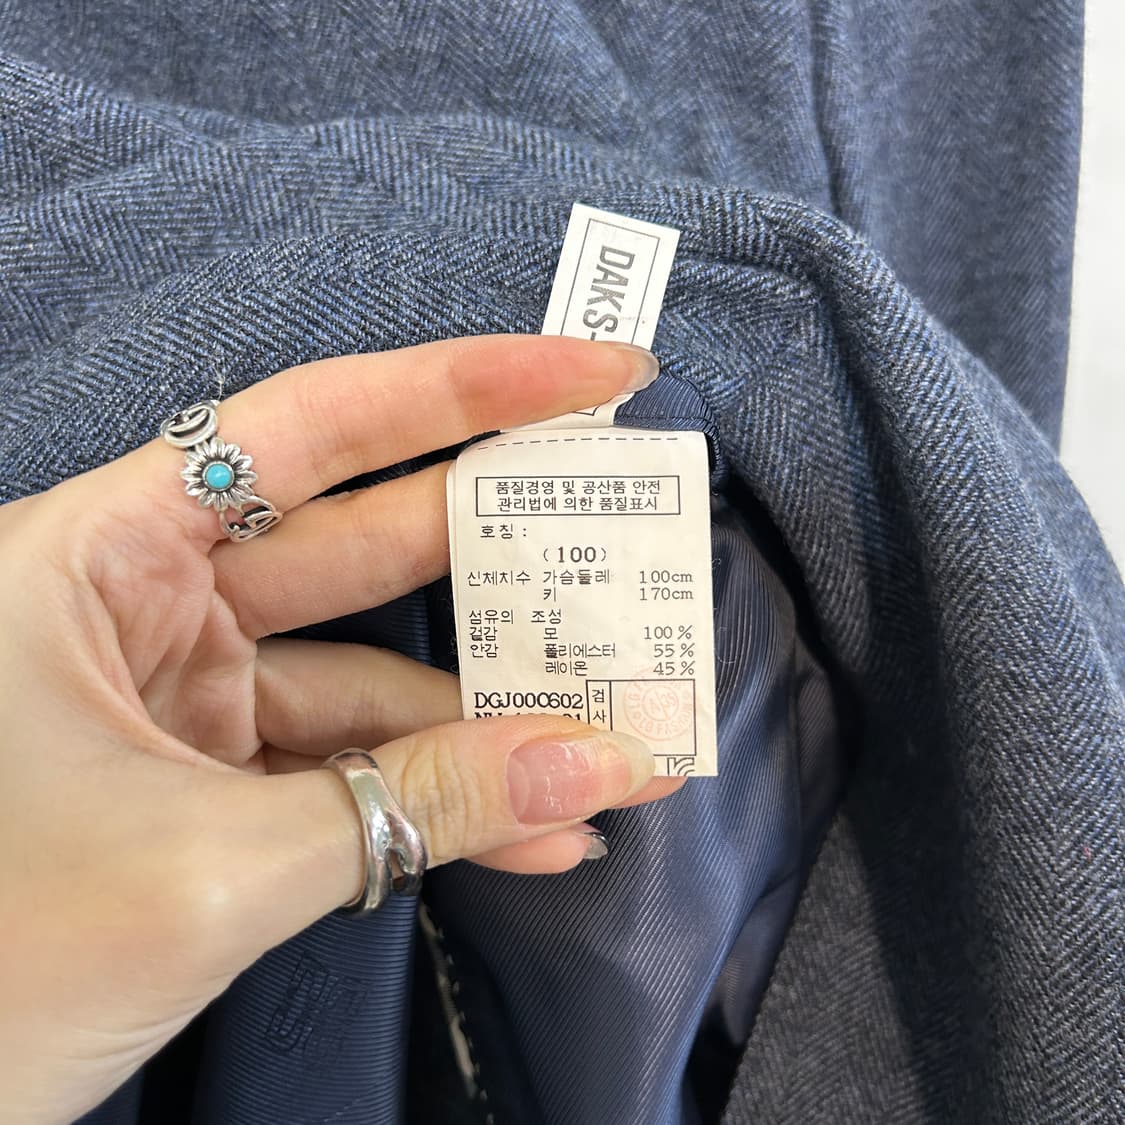 DAKS-
품질경영 및 공산품 안전
관리법에 의한 품질표시
호칭 :
(100)
신체치수 가슴둘레 100cm
키 170cm
섬유의 조성
겉감 모 100 %
안감 폴리에스터 55 %
레이온 45 %
DGJ00C602 검
사